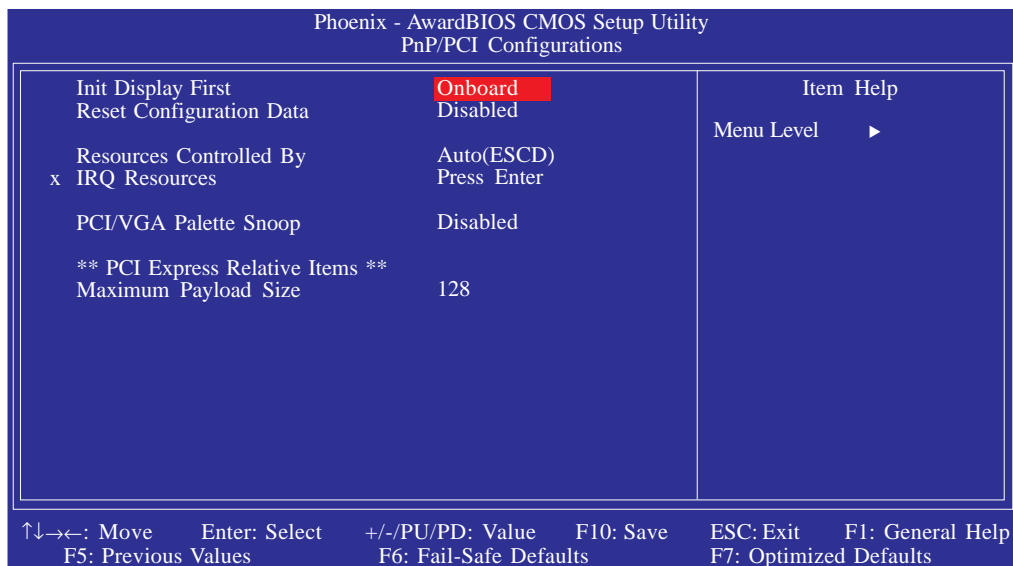 Phoenix - AwardBIOS CMOS Setup Utility
PnP/PCI Configurations
Init Display First Onboard
Reset Configuration Data Disabled
Resources Controlled By Auto(ESCD)
x IRQ Resources Press Enter
PCI/VGA Palette Snoop Disabled
** PCI Express Relative Items **
Maximum Payload Size 128
Item Help
Menu Level ▶
↑↓→←: Move Enter: Select +/-/PU/PD: Value F10: Save ESC: Exit F1: General Help
F5: Previous Values F6: Fail-Safe Defaults F7: Optimized Defaults